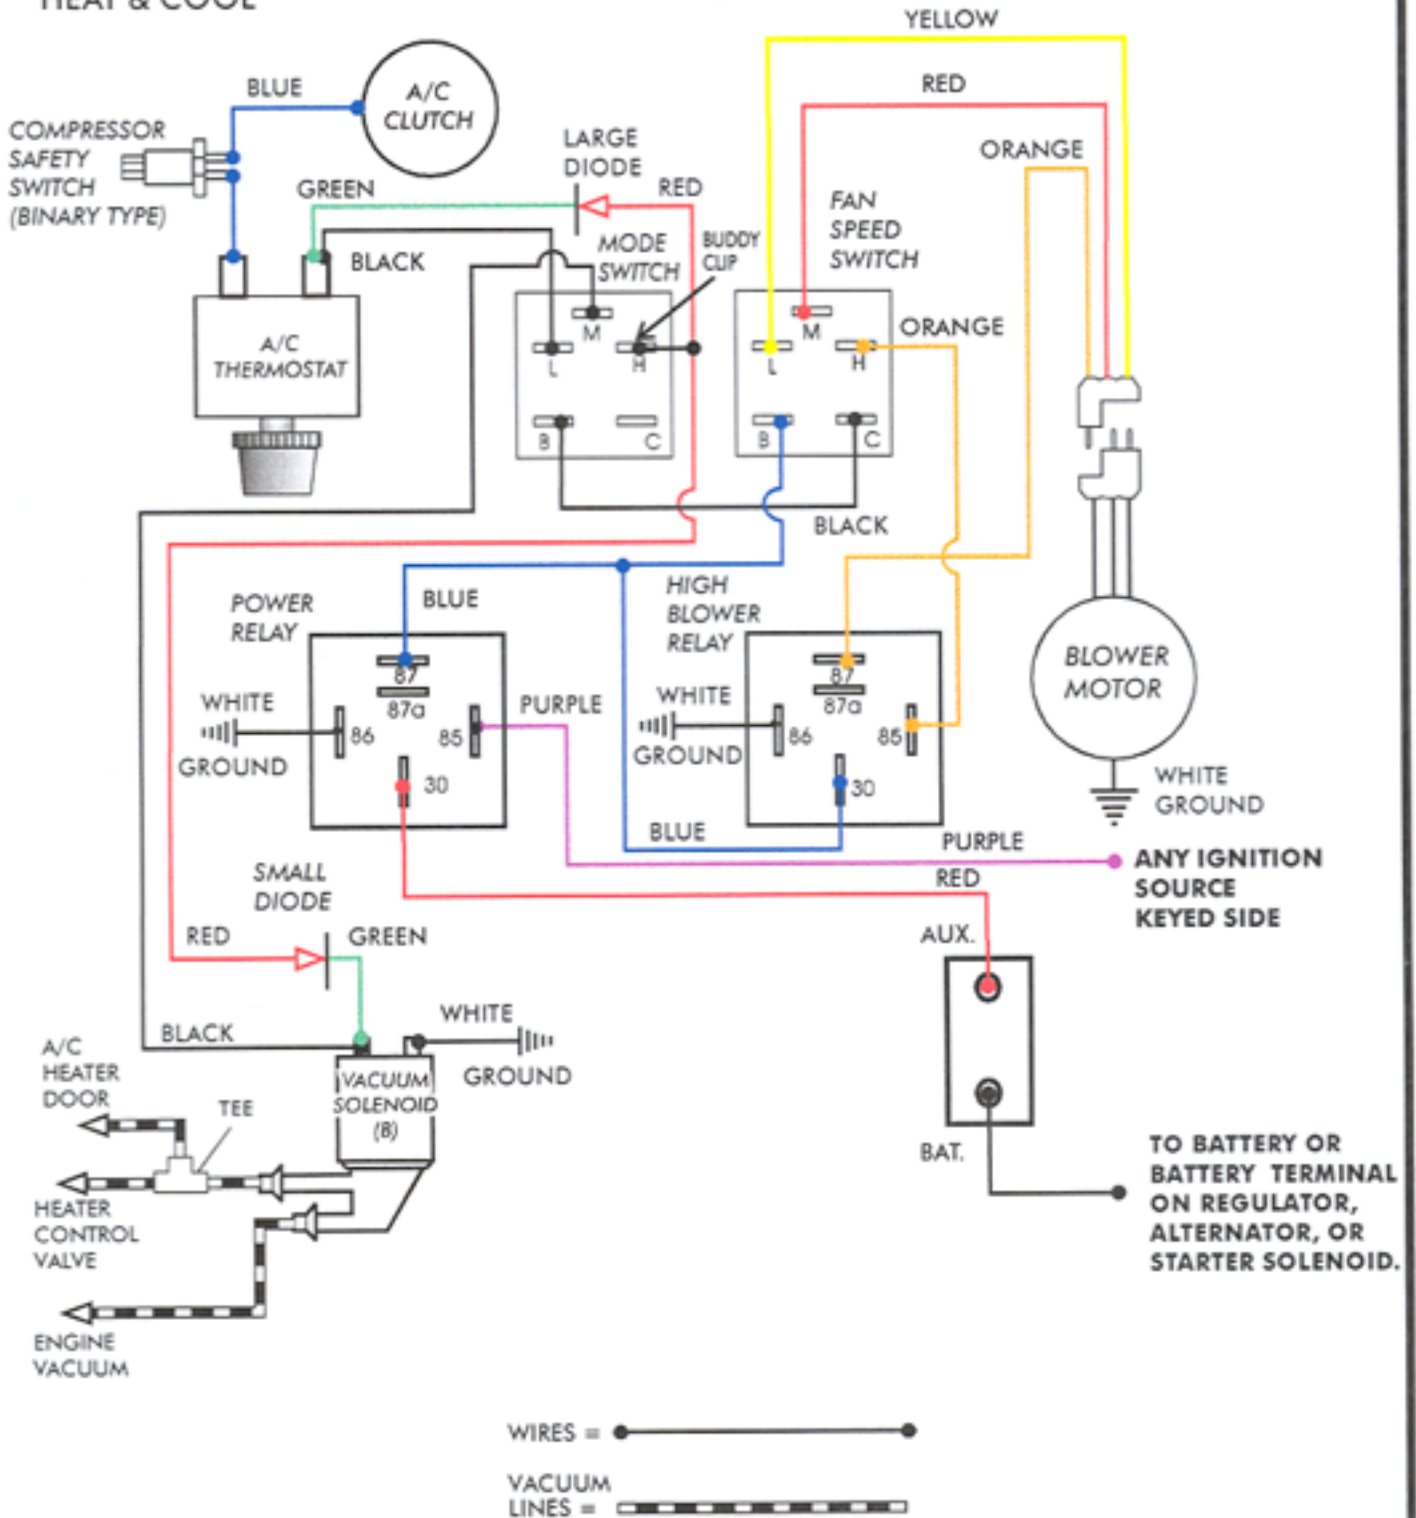 HEAT & COOL
YELLOW
RED
ORANGE
BLUE
A/C
CLUTCH
COMPRESSOR
SAFETY
SWITCH
(BINARY TYPE)
LARGE
DIODE
GREEN
RED
BLACK
MODE
SWITCH
BUDDY
CLIP
FAN
SPEED
SWITCH
ORANGE
A/C
THERMOSTAT
M
L
H
B
C
M
L
H
B
C
BLACK
POWER
RELAY
BLUE
HIGH
BLOWER
RELAY
87
87a
86
85
30
WHITE
GROUND
PURPLE
WHITE
GROUND
87
87a
86
85
30
BLUE
BLOWER
MOTOR
WHITE
GROUND
PURPLE
ANY IGNITION
SOURCE
KEYED SIDE
RED
SMALL
DIODE
RED
GREEN
AUX.
BAT.
TO BATTERY OR
BATTERY TERMINAL
ON REGULATOR,
ALTERNATOR, OR
STARTER SOLENOID.
BLACK
WHITE
GROUND
VACUUM
SOLENOID
(B)
A/C
HEATER
DOOR
TEE
HEATER
CONTROL
VALVE
ENGINE
VACUUM
WIRES =
VACUUM
LINES =